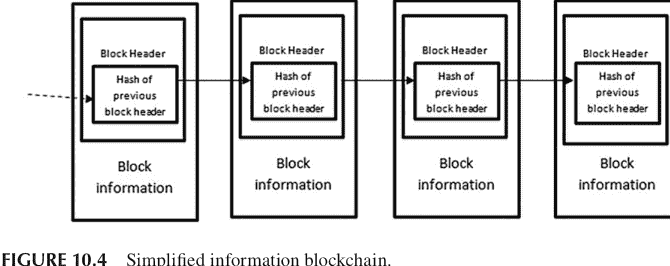 Block Header
Hash of
previous
block header
Block
information
Block Header
Hash of
previous
block header
Block
information
Block Header
Hash of
previous
block header
Block
information
Block Header
Hash of
previous
block header
Block
information
FIGURE 10.4 Simplified information blockchain.